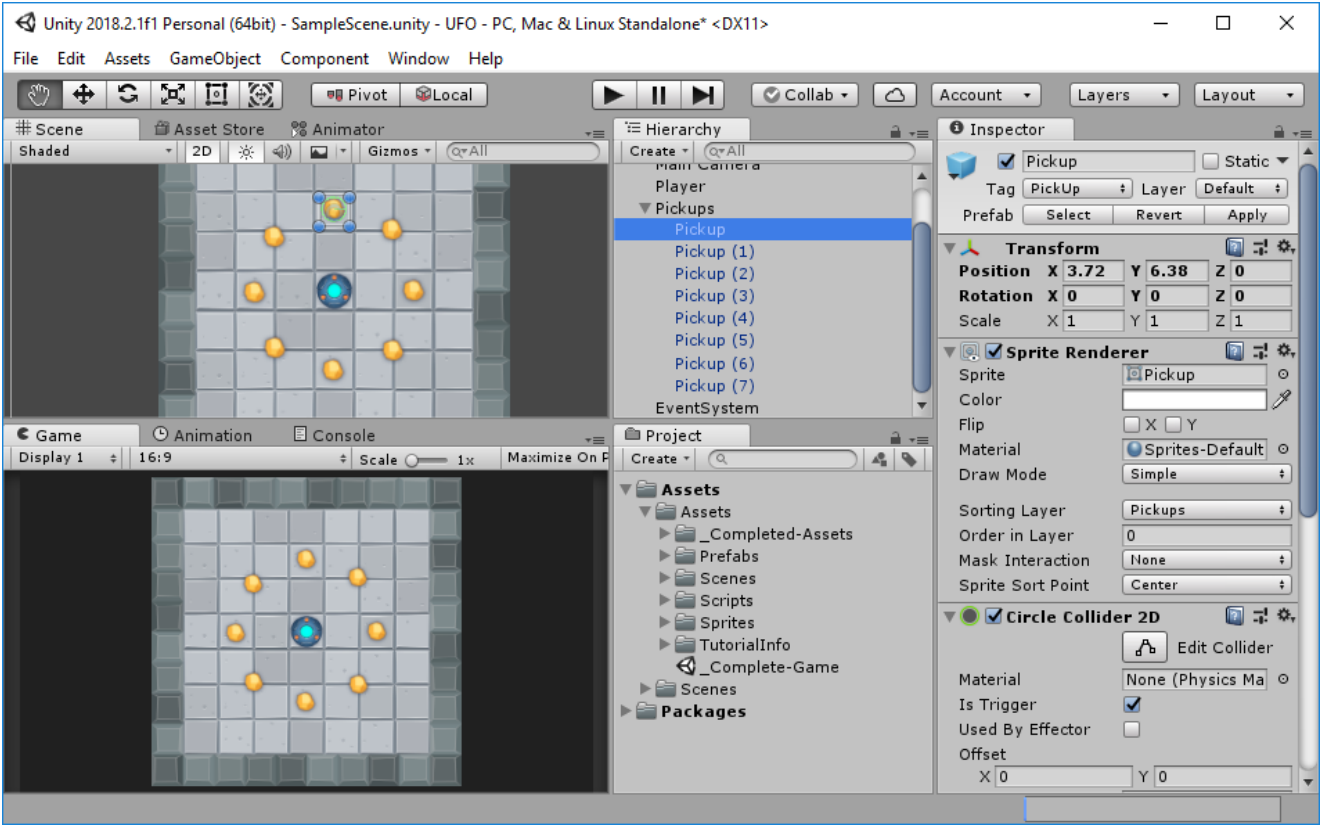 Unity 2018.2.1f1 Personal (64bit) - SampleScene.unity - UFO - PC, Mac & Linux Standalone* <DX11>
File Edit Assets GameObject Component Window Help
Pivot Local Collab Account Layers Layout
Scene Asset Store Animator
Shaded 2D Gizmos All
Hierarchy
Create All
Main Camera
Player
Pickups
Pickup
Pickup (1)
Pickup (2)
Pickup (3)
Pickup (4)
Pickup (5)
Pickup (6)
Pickup (7)
EventSystem
Game Animation Console
Display 1 16:9 Scale 1x Maximize On P
Project
Create
Assets
Assets
_Completed-Assets
Prefabs
Scenes
Scripts
Sprites
TutorialInfo
_Complete-Game
Scenes
Packages
Inspector
Pickup Static
Tag PickUp Layer Default
Prefab Select Revert Apply
Transform
Position X 3.72 Y 6.38 Z 0
Rotation X 0 Y 0 Z 0
Scale X 1 Y 1 Z 1
Sprite Renderer
Sprite Pickup
Color
Flip X Y
Material Sprites-Default
Draw Mode Simple
Sorting Layer Pickups
Order in Layer 0
Mask Interaction None
Sprite Sort Point Center
Circle Collider 2D
Edit Collider
Material None (Physics Ma
Is Trigger
Used By Effector
Offset
X 0 Y 0